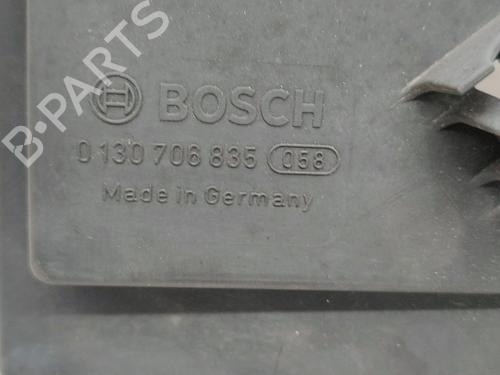 B-PARTS
BOSCH
0 130 706 835 058
Made in Germany